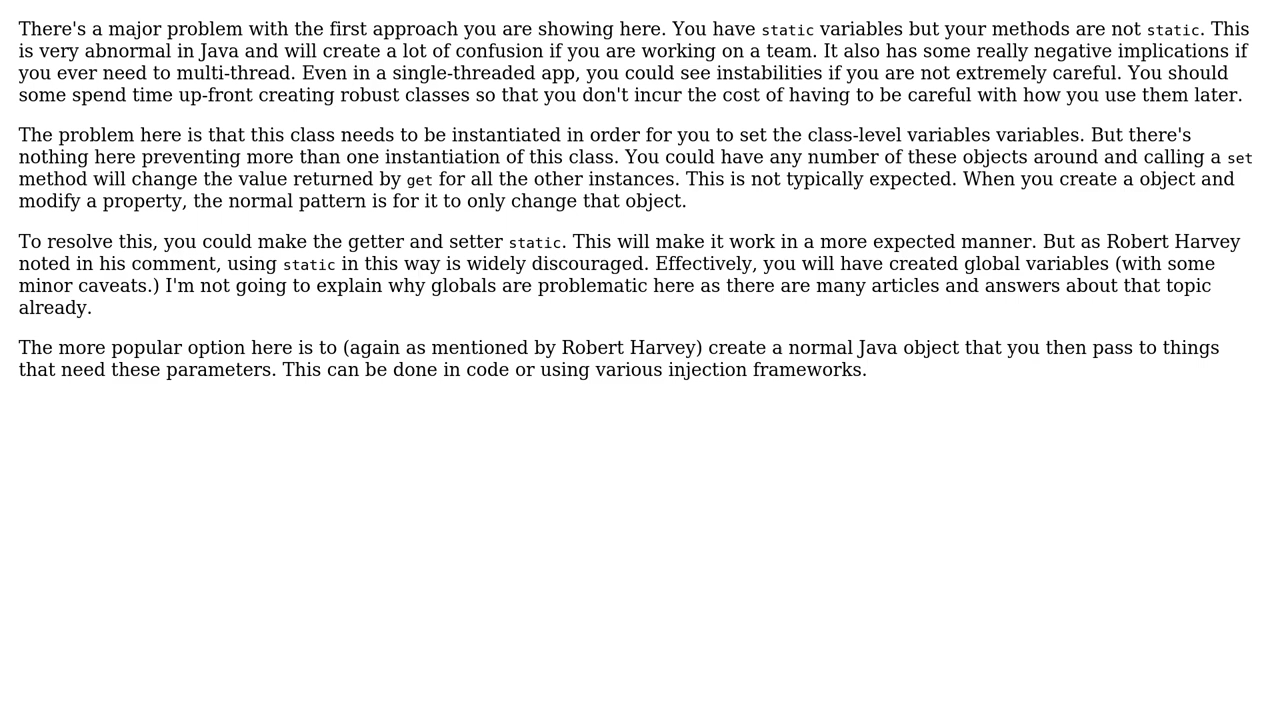 There's a major problem with the first approach you are showing here. You have static variables but your methods are not static. This
is very abnormal in Java and will create a lot of confusion if you are working on a team. It also has some really negative implications if
you ever need to multi-thread. Even in a single-threaded app, you could see instabilities if you are not extremely careful. You should
some spend time up-front creating robust classes so that you don't incur the cost of having to be careful with how you use them later.
The problem here is that this class needs to be instantiated in order for you to set the class-level variables variables. But there's
nothing here preventing more than one instantiation of this class. You could have any number of these objects around and calling a set
method will change the value returned by get for all the other instances. This is not typically expected. When you create a object and
modify a property, the normal pattern is for it to only change that object.
To resolve this, you could make the getter and setter static. This will make it work in a more expected manner. But as Robert Harvey
noted in his comment, using static in this way is widely discouraged. Effectively, you will have created global variables (with some
minor caveats.) I'm not going to explain why globals are problematic here as there are many articles and answers about that topic
already.
The more popular option here is to (again as mentioned by Robert Harvey) create a normal Java object that you then pass to things
that need these parameters. This can be done in code or using various injection frameworks.